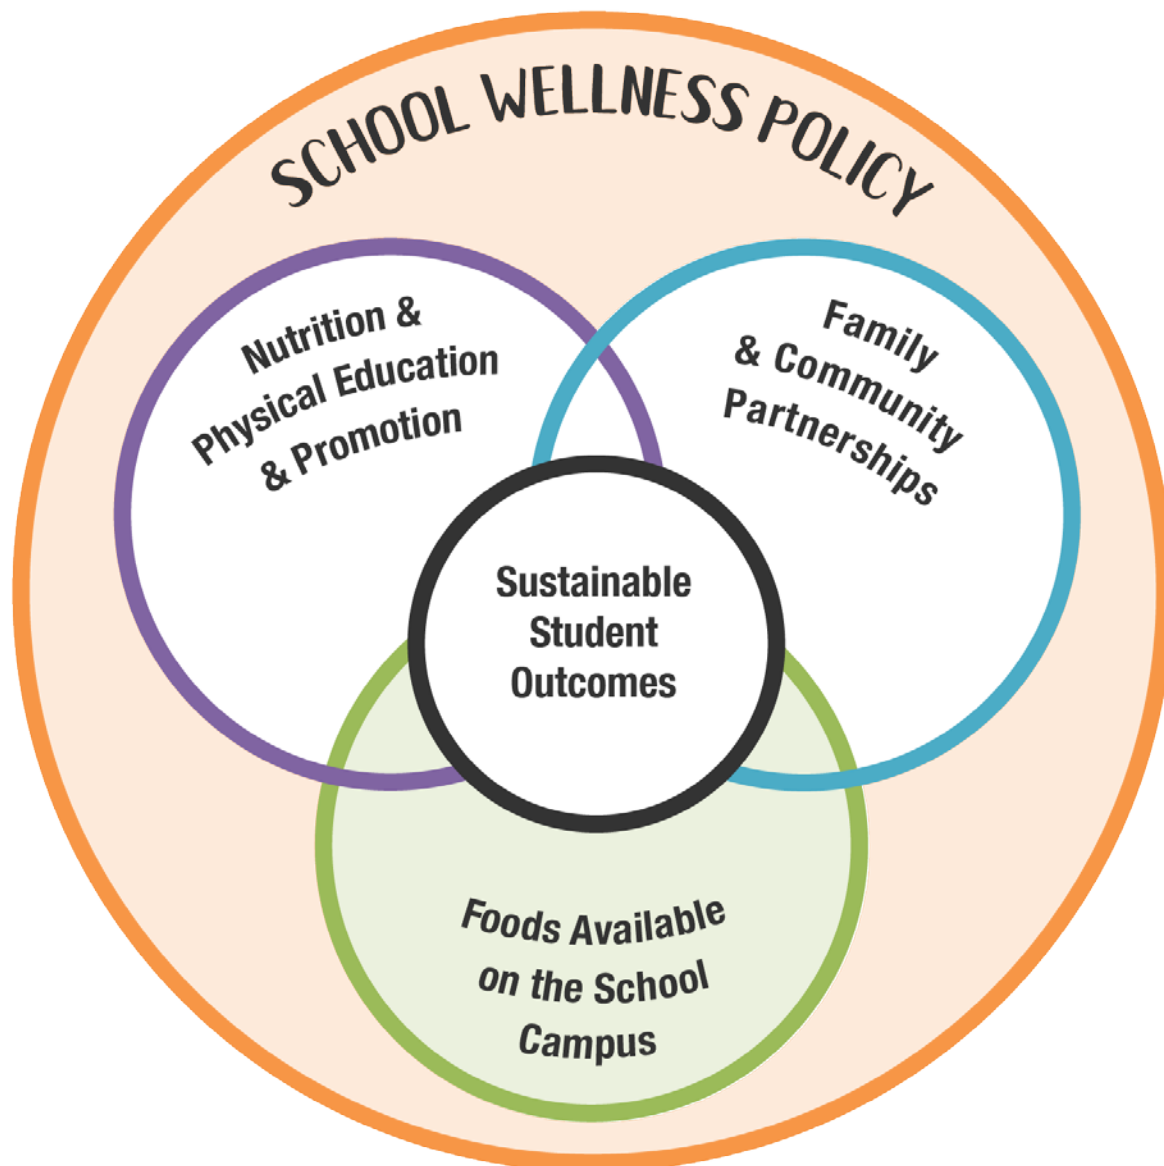 SCHOOL WELLNESS POLICY
Nutrition &
Physical Education
& Promotion
Family
& Community
Partnerships
Sustainable
Student
Outcomes
Foods Available
on the School
Campus